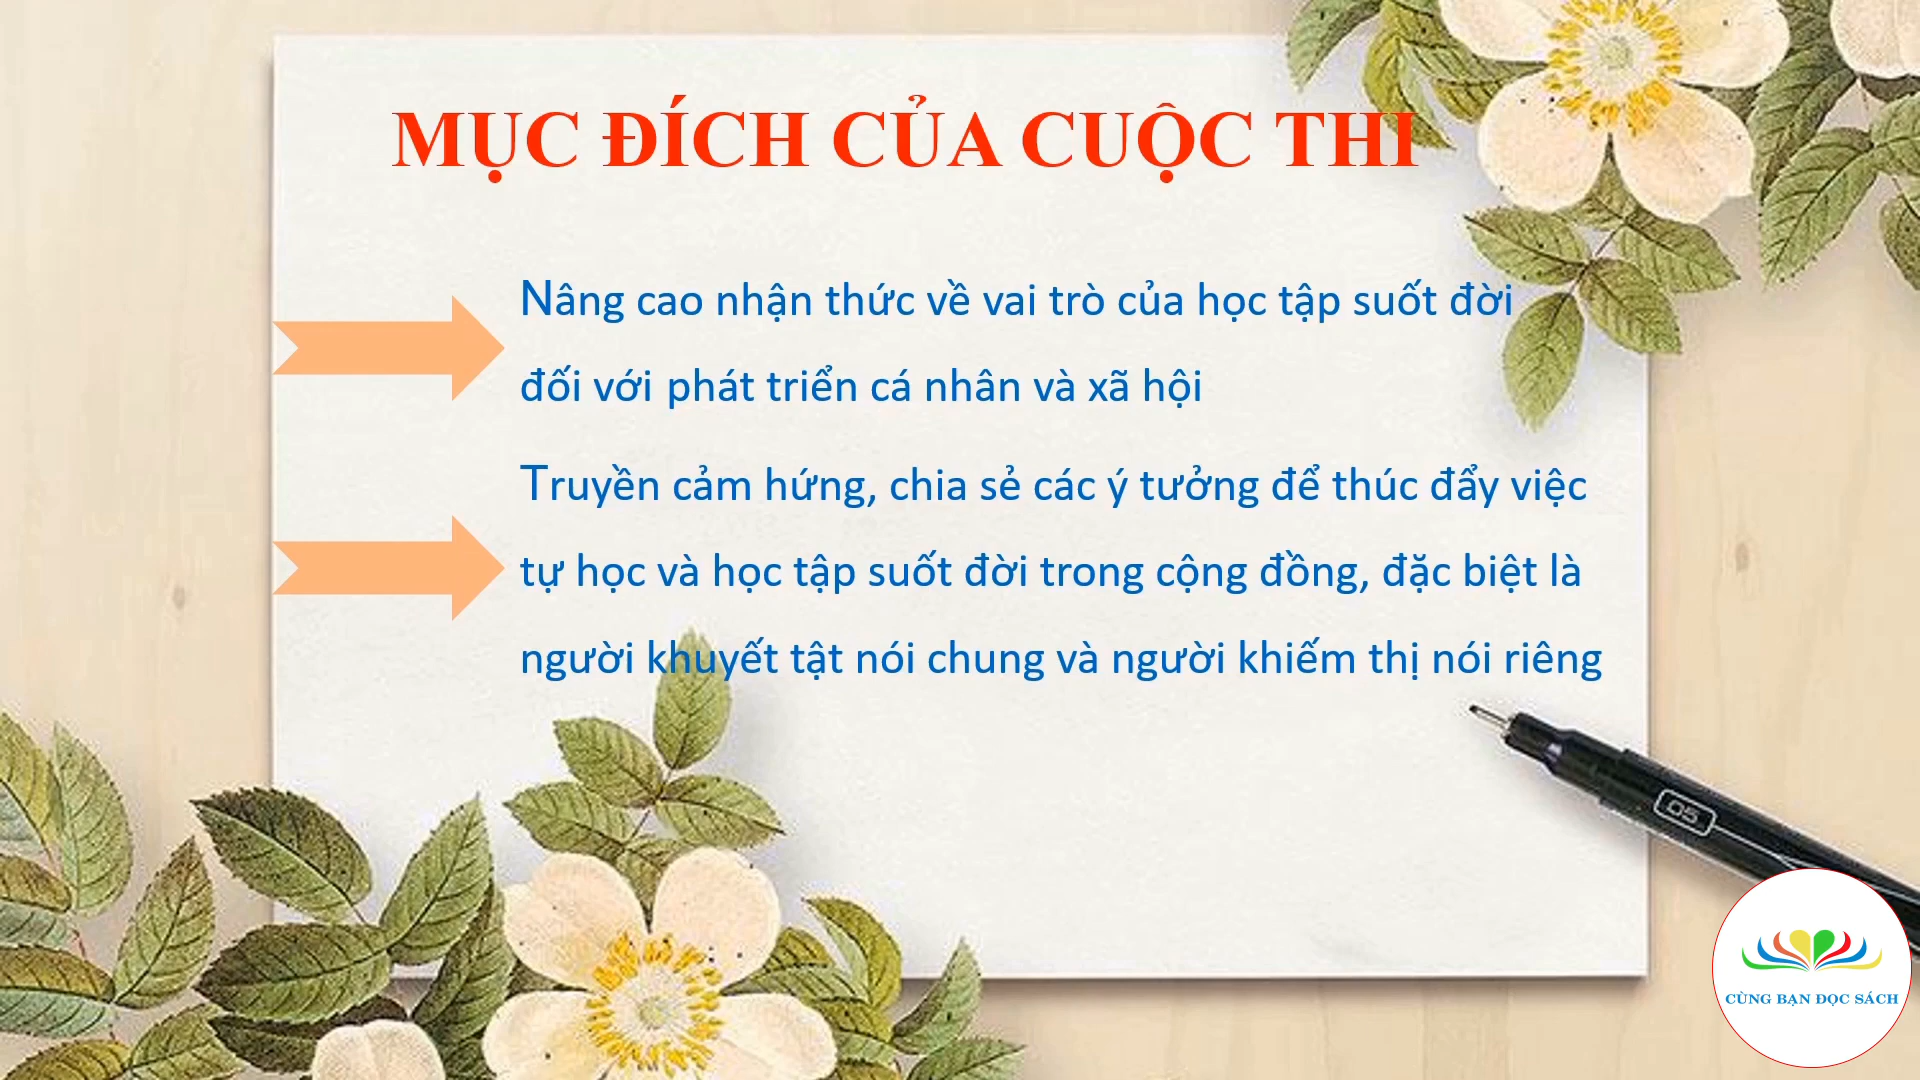 MỤC ĐÍCH CỦA CUỘC THI
Nâng cao nhận thức về vai trò của học tập suốt đời
đối với phát triển cá nhân và xã hội
Truyền cảm hứng, chia sẻ các ý tưởng để thúc đẩy việc
tự học và học tập suốt đời trong cộng đồng, đặc biệt là
người khuyết tật nói chung và người khiếm thị nói riêng
05
CÙNG BẠN ĐỌC SÁCH